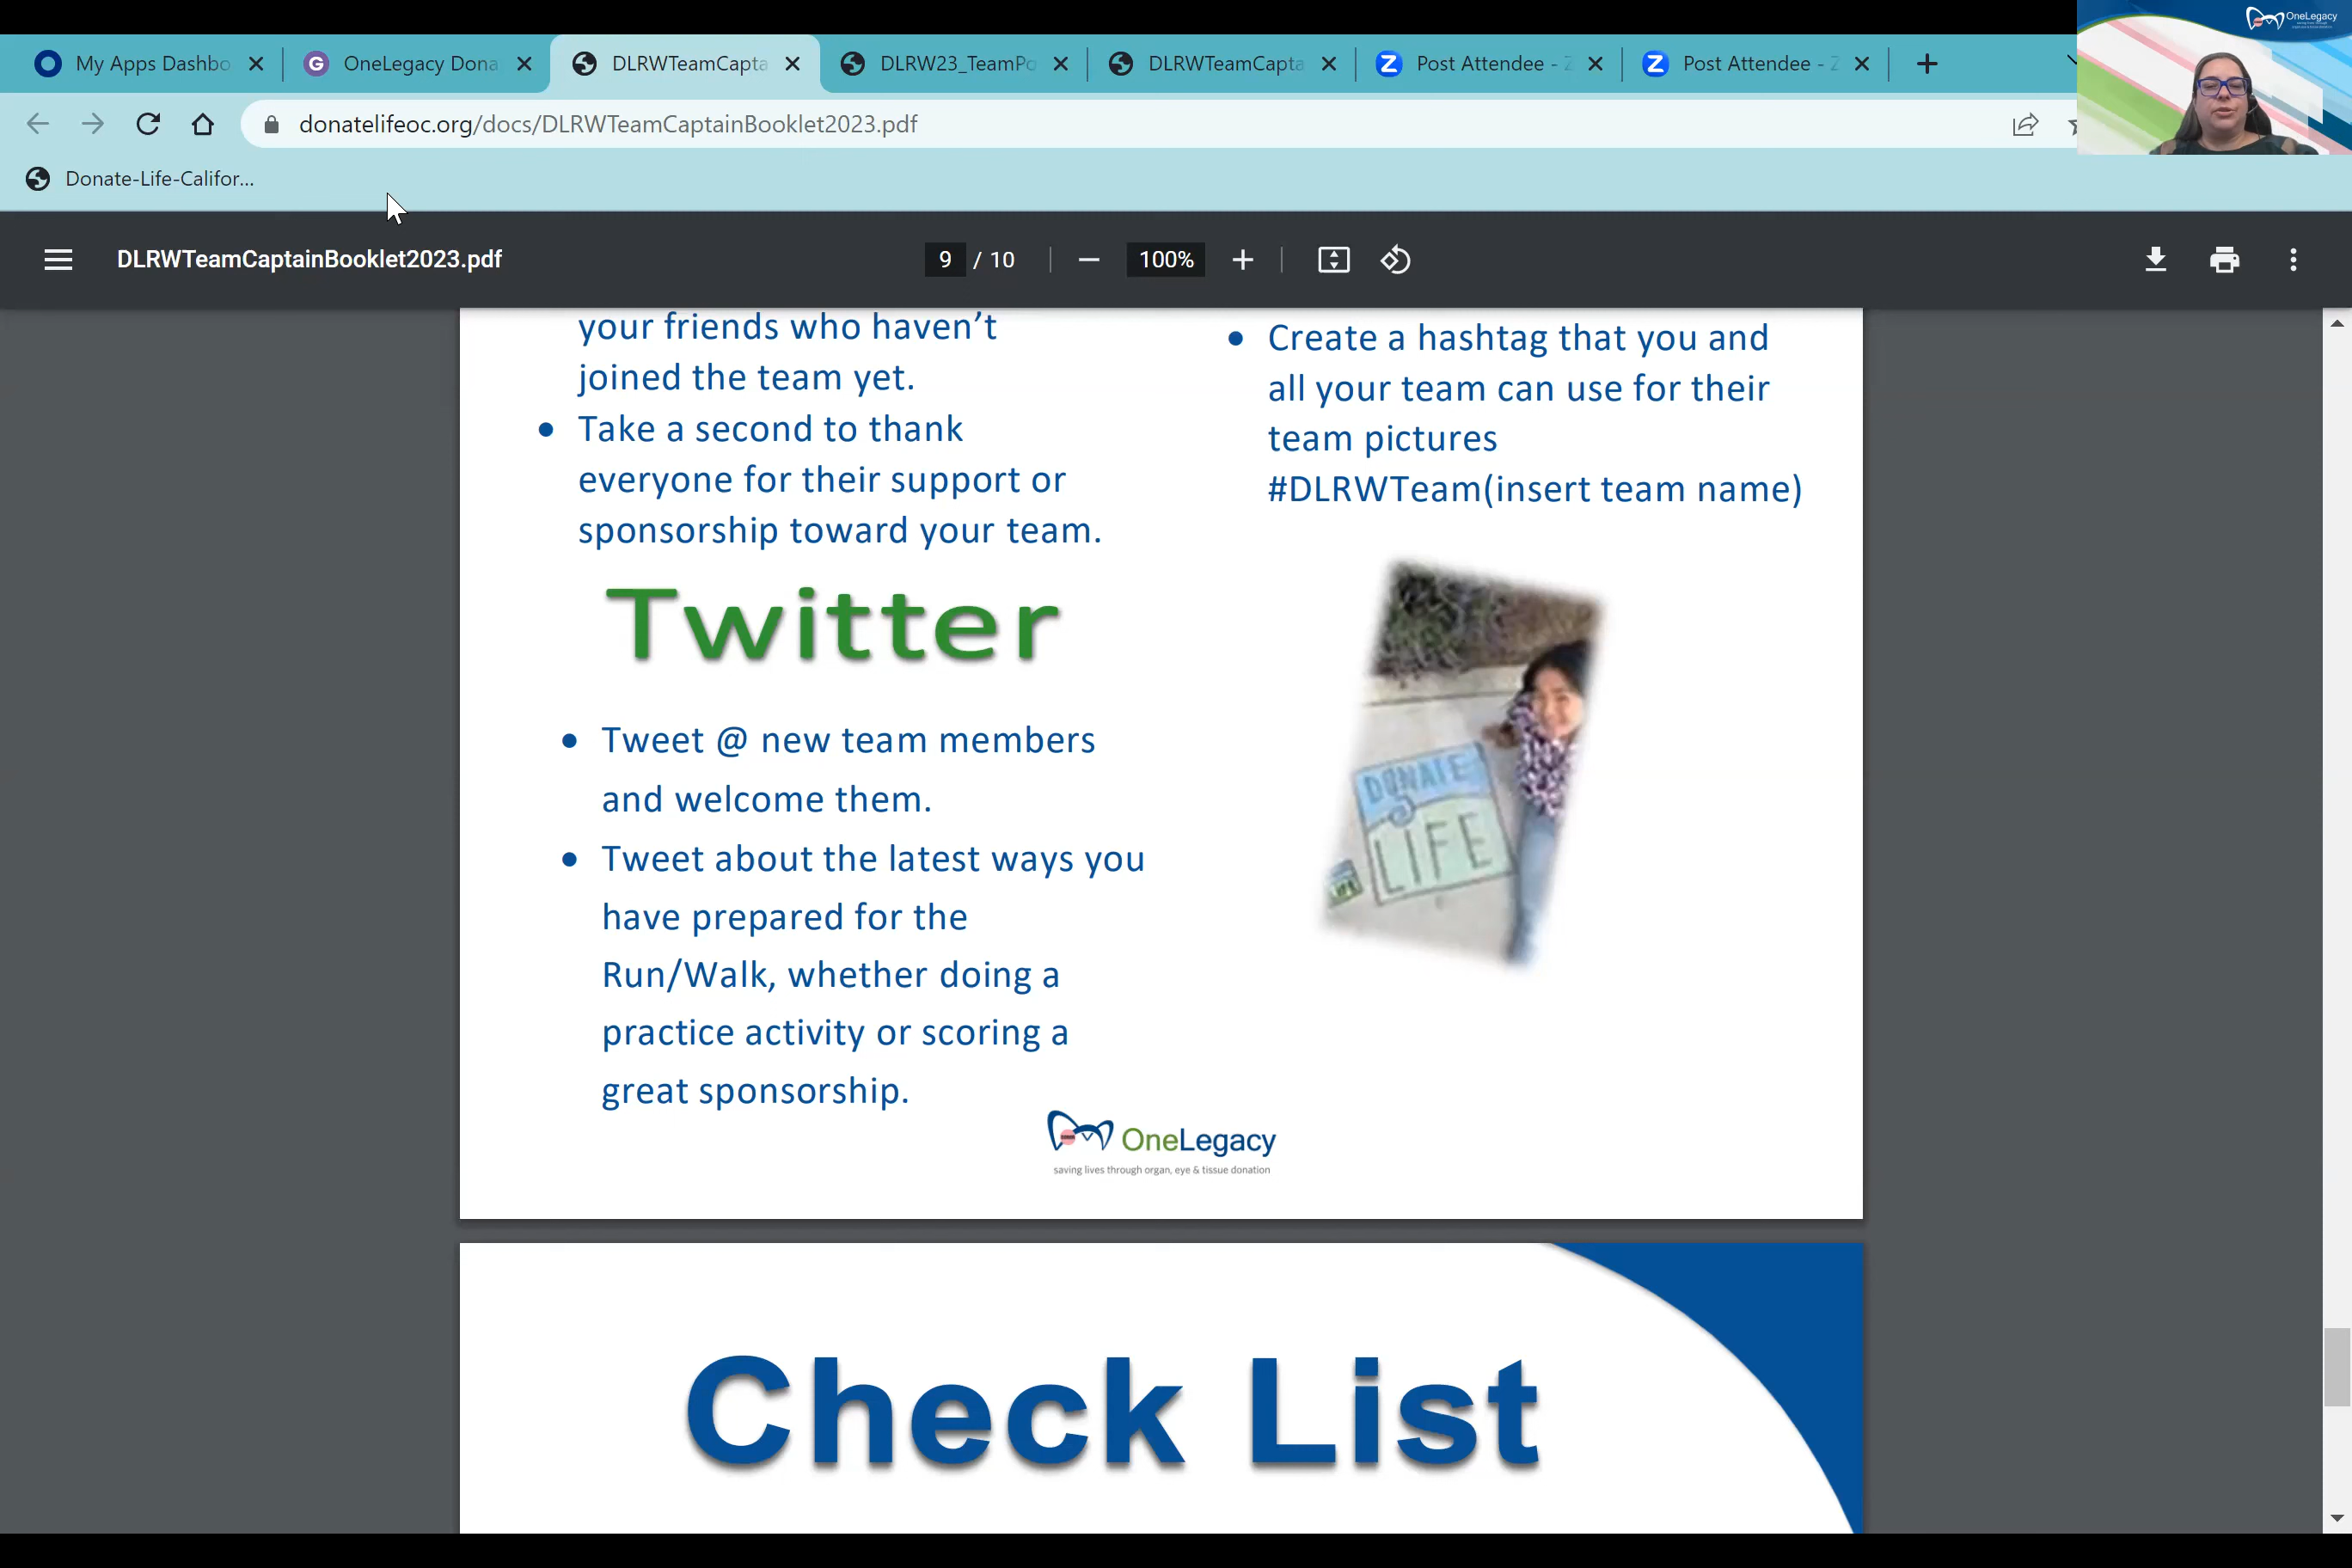 My Apps Dashbo
OneLegacy Dona
DLRWTeamCapta
DLRW23_TeamPo
DLRWTeamCapta
Post Attendee - Z
Post Attendee - Z
OneLegacy
donatelifeoc.org/docs/DLRWTeamCaptainBooklet2023.pdf
Donate-Life-Califor...
DLRWTeamCaptainBooklet2023.pdf
9 / 10
100%
your friends who haven't
joined the team yet.
• Take a second to thank
everyone for their support or
sponsorship toward your team.
Twitter
• Tweet @ new team members
and welcome them.
• Tweet about the latest ways you
have prepared for the
Run/Walk, whether doing a
practice activity or scoring a
great sponsorship.
• Create a hashtag that you and
all your team can use for their
team pictures
#DLRWTeam(insert team name)
DONATE
LIFE
LIFE
OneLegacy
saving lives through organ, eye & tissue donation
Check List